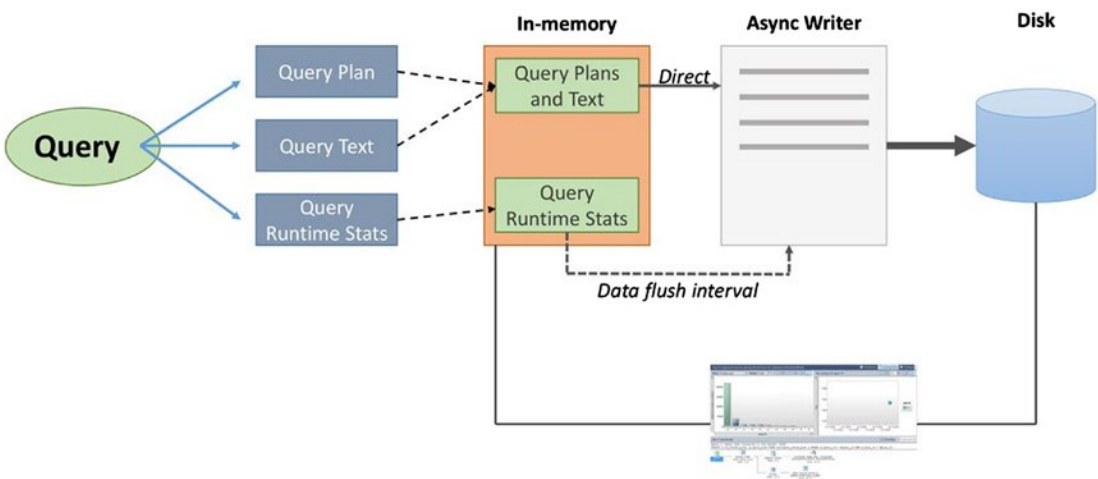 In-memory
Async Writer
Disk
Query Plan
Query Plans
and Text
Direct
Query
Query Text
Query
Runtime Stats
Query
Runtime Stats
Data flush interval